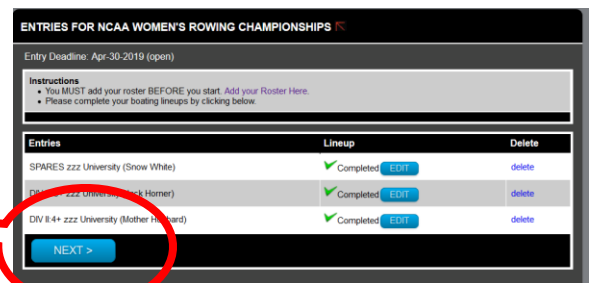 ENTRIES FOR NCAA WOMEN'S ROWING CHAMPIONSHIPS
Entry Deadline: Apr-30-2019 (open)
Instructions
• You MUST add your roster BEFORE you start. Add your Roster Here.
• Please complete your boating lineups by clicking below.
Entries Lineup Delete
SPARES zzz University (Snow White) Completed EDIT delete
zzz University Horner) Completed EDIT delete
DIV II:4+ zzz University (Mother Hubbard) Completed EDIT delete
NEXT >